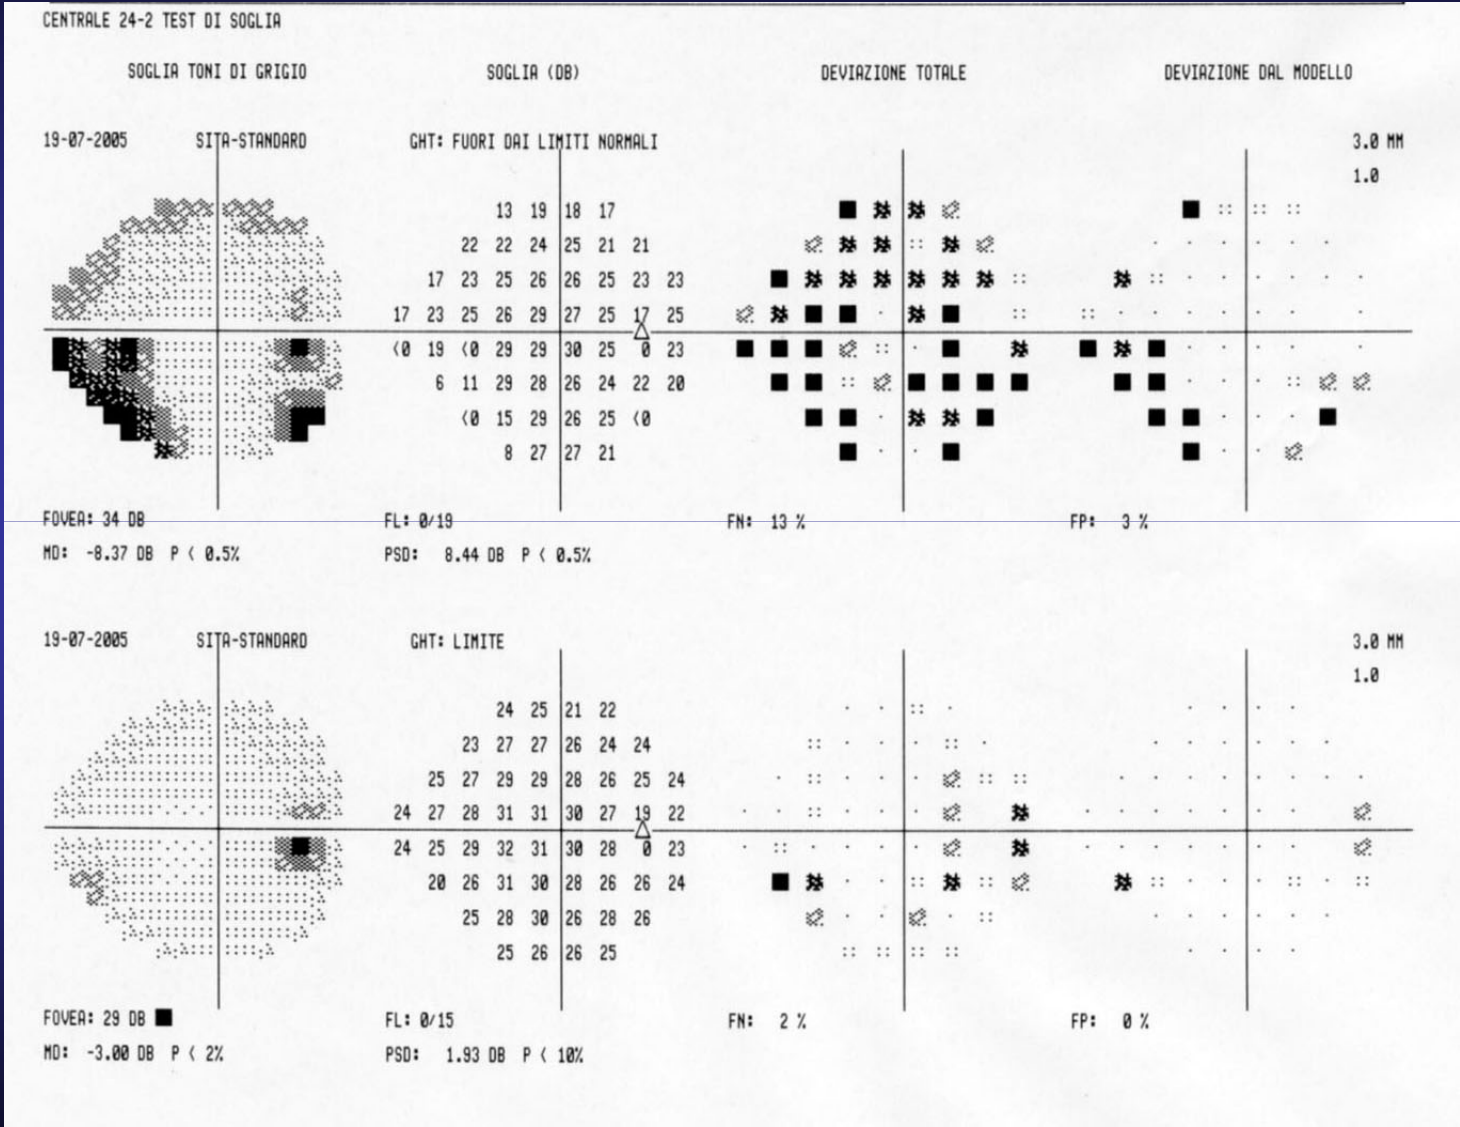 CENTRALE 24-2 TEST DI SOGLIA
SOGLIA TONI DI GRIGIO SOGLIA (DB) DEVIAZIONE TOTALE DEVIAZIONE DAL MODELLO
19-07-2005 SITA-STANDARD GHT: FUORI DAI LIMITI NORMALI 3.0 MM
1.0
13 19 18 17
22 22 24 25 21 21
17 23 25 26 26 25 23 23
17 23 25 26 29 27 25 17 25
(0 19 (0 29 29 30 25 0 23
6 11 29 28 26 24 22 20
(0 15 29 26 25 (0
8 27 27 21
FOVEA: 34 DB FL: 0/19 FN: 13 % FP: 3 %
MD: -8.37 DB P < 0.5% PSD: 8.44 DB P < 0.5%
19-07-2005 SITA-STANDARD GHT: LIMITE 3.0 MM
1.0
24 25 21 22
23 27 27 26 24 24
25 27 29 29 28 26 25 24
24 27 28 31 31 30 27 19 22
24 25 29 32 31 30 28 0 23
20 26 31 30 28 26 26 24
25 28 30 26 28 26
25 26 26 25
FOVEA: 29 DB FL: 0/15 FN: 2 % FP: 0 %
MD: -3.00 DB P < 2% PSD: 1.93 DB P < 10%